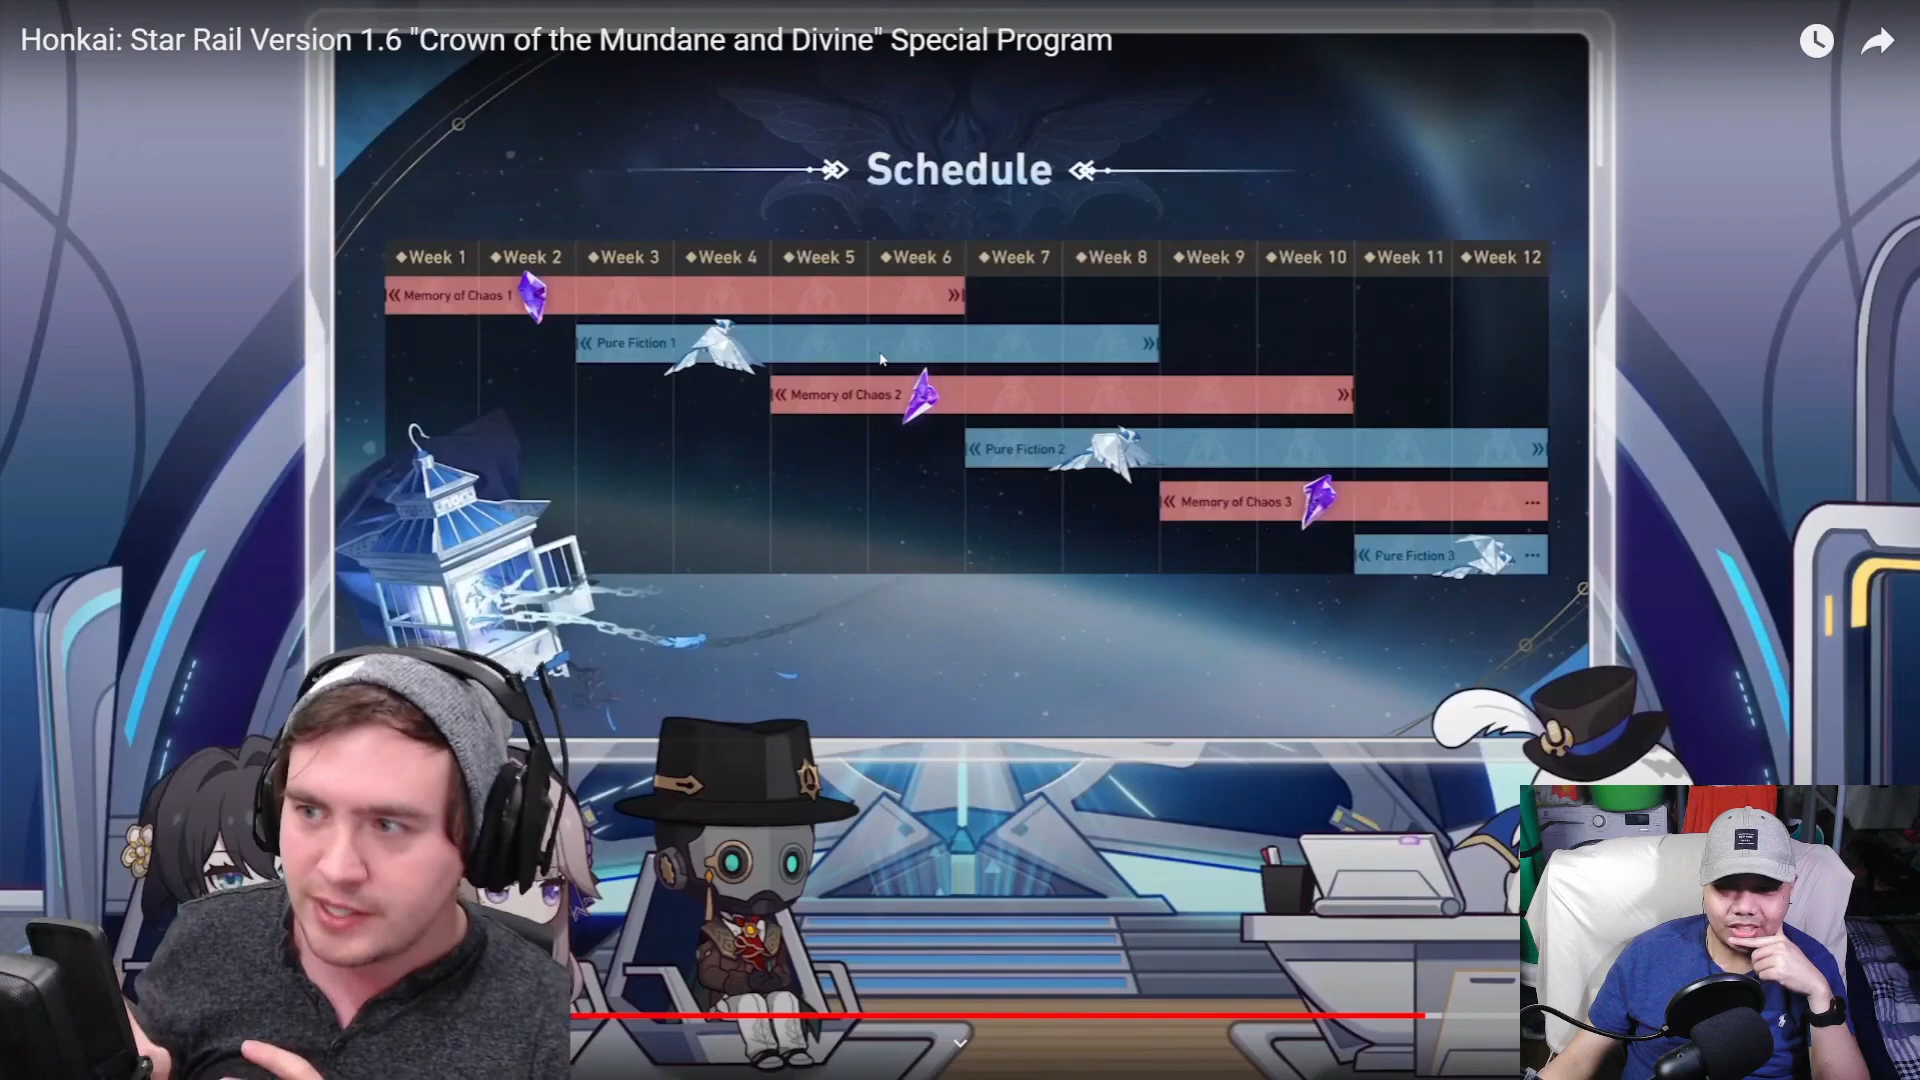 Honkai: Star Rail Version 1.6 "Crown of the Mundane and Divine" Special Program
Schedule
Week 1 Week 2 Week 3 Week 4 Week 5 Week 6 Week 7 Week 8 Week 9 Week 10 Week 11 Week 12
Memory of Chaos 1
Pure Fiction 1
Memory of Chaos 2
Pure Fiction 2
Memory of Chaos 3
Pure Fiction 3